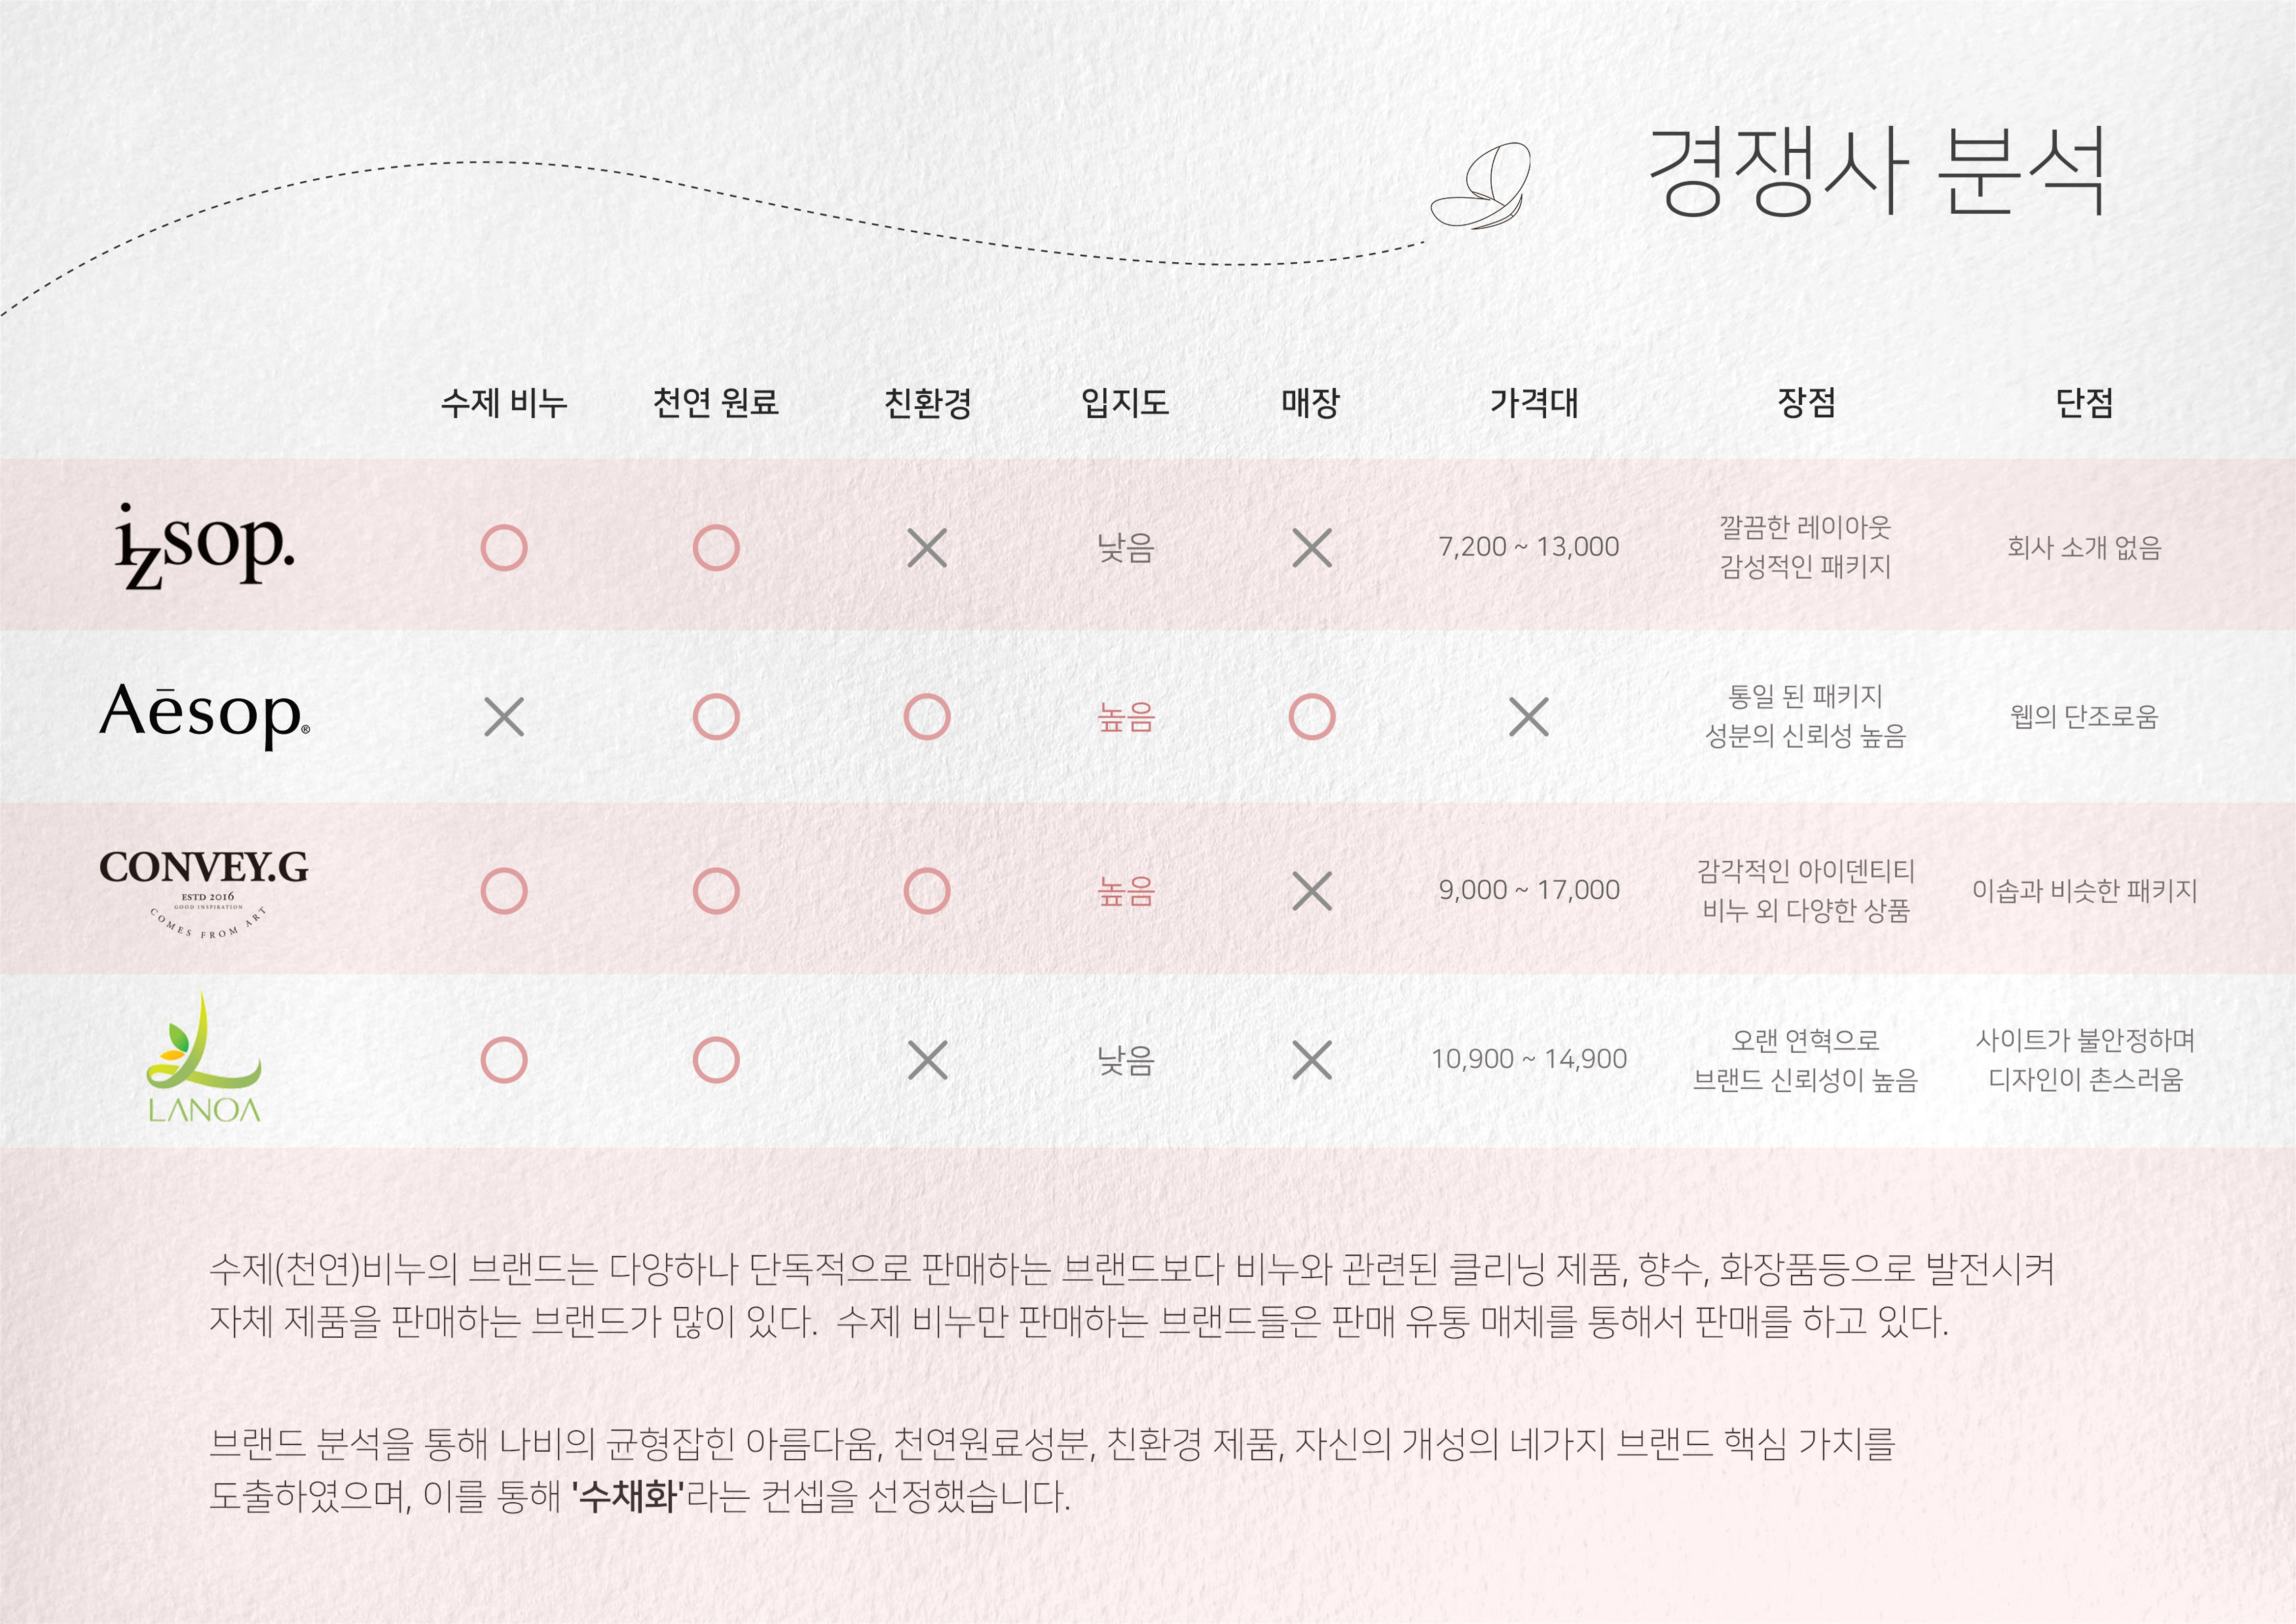 경쟁사 분석
수제 비누 천연 원료 친환경 입지도 매장 가격대 장점 단점
izsop. ○ ○ × 낮음 × 7,200 ~ 13,000 깔끔한 레이아웃 회사 소개 없음
감성적인 패키지
Aēsop® × ○ ○ 높음 ○ × 통일 된 패키지 웹의 단조로움
성분의 신뢰성 높음
CONVEY.G ○ ○ ○ 높음 × 9,000 ~ 17,000 감각적인 아이덴티티 이솝과 비슷한 패키지
비누 외 다양한 상품
ESTD 2016
GOOD INSPIRATION
COMES FROM ART
LANOA ○ ○ × 낮음 × 10,900 ~ 14,900 오랜 연혁으로 사이트가 불안정하며
브랜드 신뢰성이 높음 디자인이 촌스러움
수제(천연)비누의 브랜드는 다양하나 단독적으로 판매하는 브랜드보다 비누와 관련된 클리닝 제품, 향수, 화장품등으로 발전시켜
자체 제품을 판매하는 브랜드가 많이 있다. 수제 비누만 판매하는 브랜드들은 판매 유통 매체를 통해서 판매를 하고 있다.
브랜드 분석을 통해 나비의 균형잡힌 아름다움, 천연원료성분, 친환경 제품, 자신의 개성의 네가지 브랜드 핵심 가치를
도출하였으며, 이를 통해 '수채화'라는 컨셉을 선정했습니다.